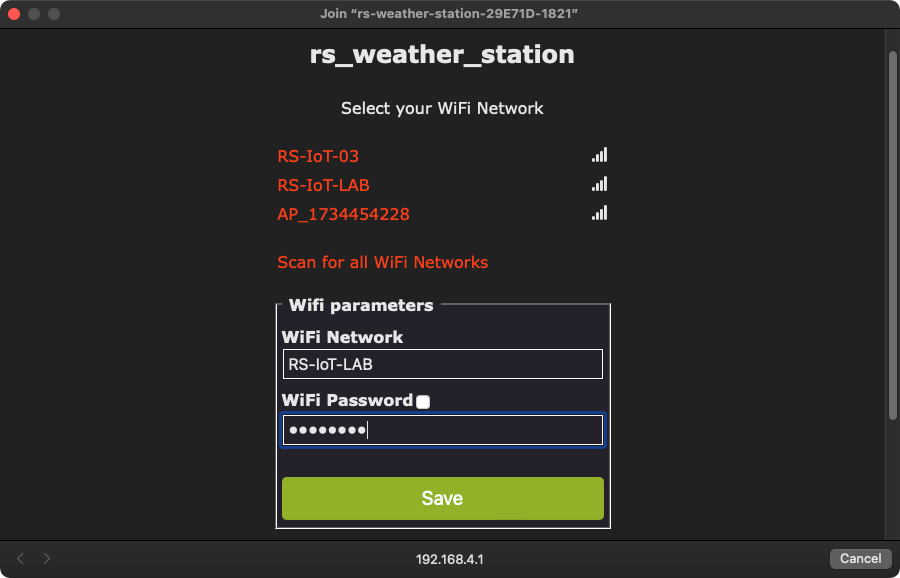 Join “rs-weather-station-29E71D-1821”
rs_weather_station
Select your WiFi Network
RS-IoT-03
RS-IoT-LAB
AP_1734454228
Scan for all WiFi Networks
Wifi parameters
WiFi Network
RS-IoT-LAB
WiFi Password
••••••••
Save
192.168.4.1
Cancel